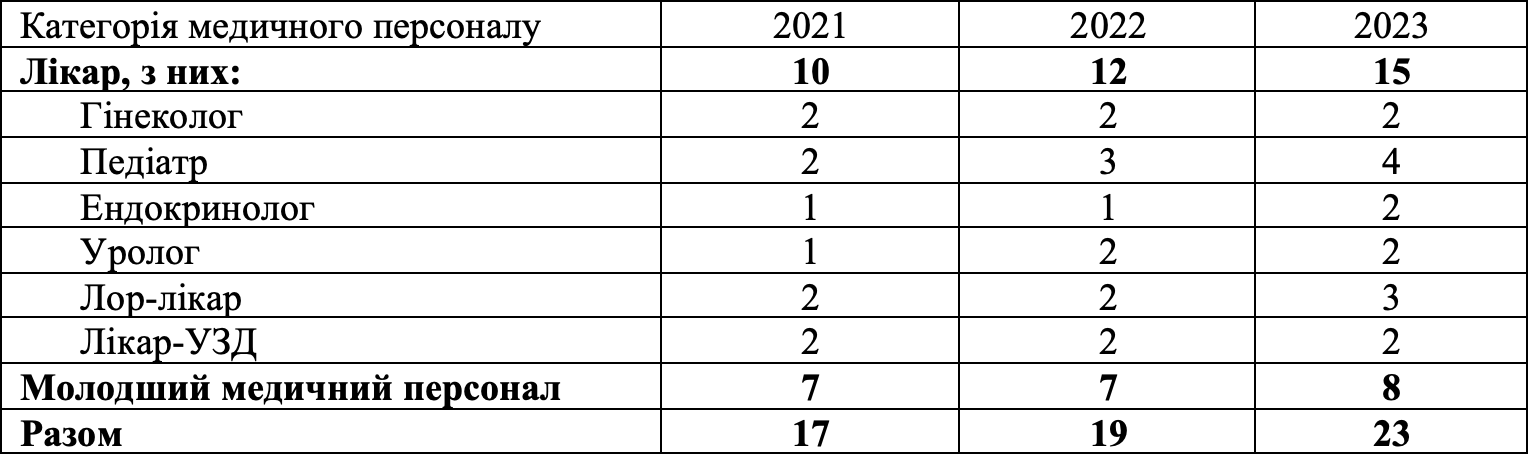 Категорія медичного персоналу 2021 2022 2023
Лікар, з них: 10 12 15
Гінеколог 2 2 2
Педіатр 2 3 4
Ендокринолог 1 1 2
Уролог 1 2 2
Лор-лікар 2 2 3
Лікар-УЗД 2 2 2
Молодший медичний персонал 7 7 8
Разом 17 19 23